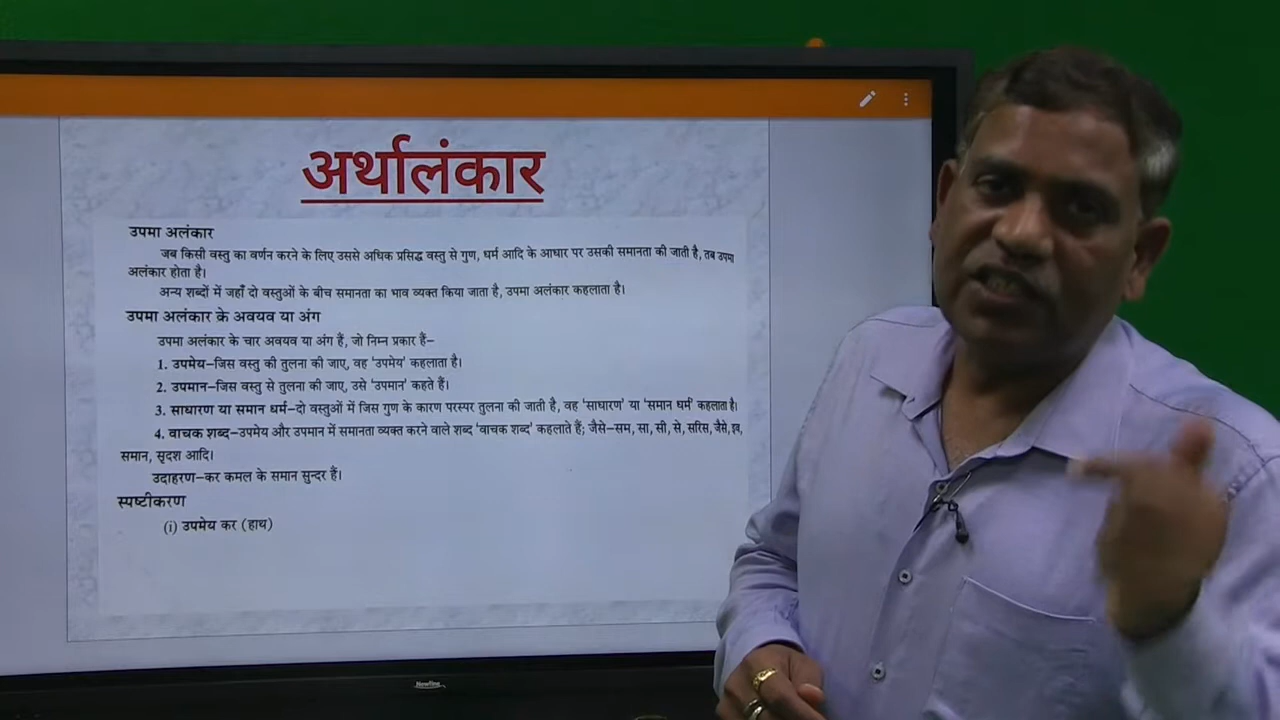 अर्थालंकार
उपमा अलंकार
जब किसी वस्तु का वर्णन करने के लिए उससे अधिक प्रसिद्ध वस्तु से गुण, धर्म आदि के आधार पर उसकी समानता की जाती है, तब उपमा
अलंकार होता है।
अन्य शब्दों में जहाँ दो वस्तुओं के बीच समानता का भाव व्यक्त किया जाता है, उपमा अलंकार कहलाता है।
उपमा अलंकार के अवयव या अंग
उपमा अलंकार के चार अवयव या अंग हैं, जो निम्न प्रकार हैं–
1. उपमेय–जिस वस्तु की तुलना की जाए, वह ‘उपमेय’ कहलाता है।
2. उपमान–जिस वस्तु से तुलना की जाए, उसे ‘उपमान’ कहते हैं।
3. साधारण या समान धर्म–दो वस्तुओं में जिस गुण के कारण परस्पर तुलना की जाती है, वह ‘साधारण’ या ‘समान धर्म’ कहलाता है।
4. वाचक शब्द–उपमेय और उपमान में समानता व्यक्त करने वाले शब्द ‘वाचक शब्द’ कहलाते हैं; जैसे–सम, सा, सी, से, सरिस, जैसे, इव,
समान, सृदश आदि।
उदाहरण–कर कमल के समान सुन्दर हैं।
स्पष्टीकरण
(i) उपमेय कर (हाथ)
Newline